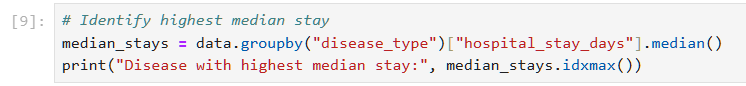 [9]: # Identify highest median stay
median_stays = data.groupby("disease_type")["hospital_stay_days"].median()
print("Disease with highest median stay:", median_stays.idxmax())